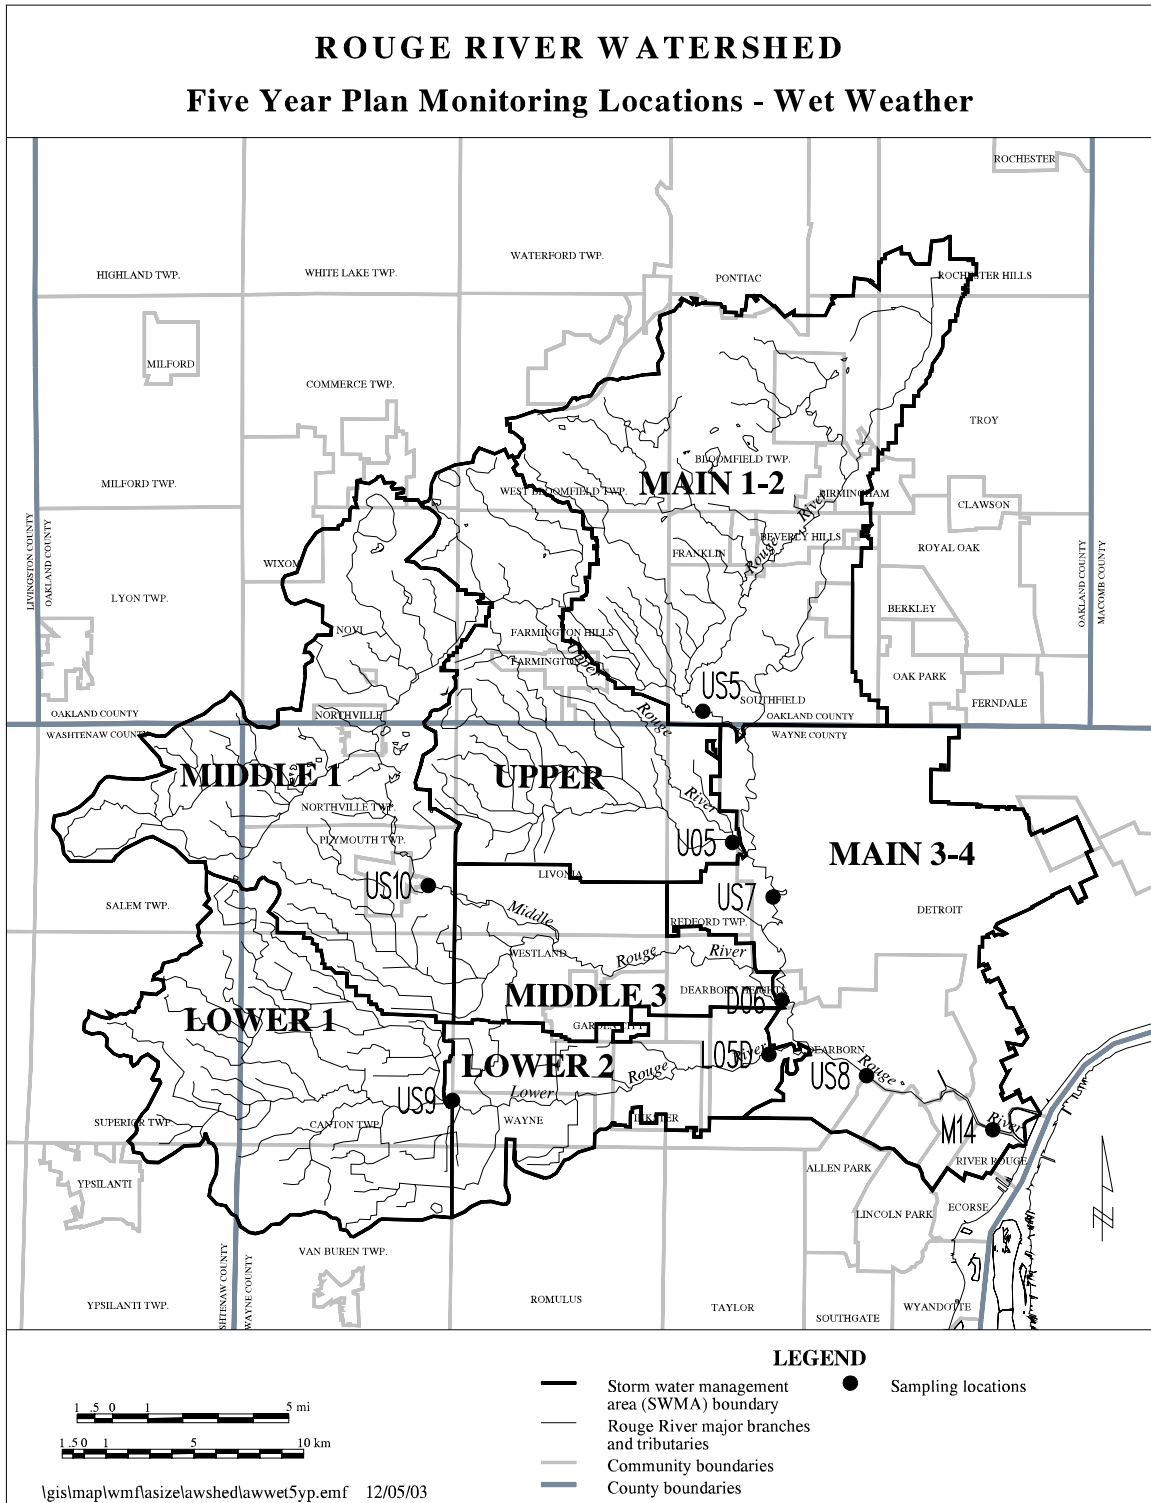 ROUGE RIVER WATERSHED
Five Year Plan Monitoring Locations - Wet Weather
ROCHESTER
WATERFORD TWP.
HIGHLAND TWP.
WHITE LAKE TWP.
PONTIAC
ROCHESTER HILLS
MILFORD
COMMERCE TWP.
TROY
BLOOMFIELD TWP.
MILFORD TWP.
WEST BLOOMFIELD TWP.
MAIN 1-2
BIRMINGHAM
CLAWSON
River
Rouge
BEVERLY HILLS
FRANKLIN
ROYAL OAK
LIVINGSTON COUNTY
OAKLAND COUNTY
OAKLAND COUNTY
MACOMB COUNTY
WIXOM
LYON TWP.
BERKLEY
NOVI
FARMINGTON HILLS
FARMINGTON
Upper
OAK PARK
US5
SOUTHFIELD
FERNDALE
OAKLAND COUNTY
NORTHVILLE
Rouge
OAKLAND COUNTY
WASHTENAW COUNTY
WAYNE COUNTY
MIDDLE 1
UPPER
River
NORTHVILLE TWP.
PLYMOUTH TWP.
U05
MAIN 3-4
LIVONIA
US10
US7
SALEM TWP.
Middle
DETROIT
REDFORD TWP.
WESTLAND
Rouge
River
MIDDLE 3
DEARBORN HEIGHTS
D06
LOWER 1
GARDEN CITY
LOWER 2
L05D
River
DEARBORN
Rouge
US8
Rouge
US9
Lower
SUPERIOR TWP.
CANTON TWP.
WAYNE
INKSTER
M14
River
ALLEN PARK
RIVER ROUGE
YPSILANTI
LINCOLN PARK
ECORSE
VAN BUREN TWP.
SHTENAW COUNTY
WAYNE COUNTY
YPSILANTI TWP.
ROMULUS
TAYLOR
SOUTHGATE
WYANDOTTE
LEGEND
Storm water management
area (SWMA) boundary
Sampling locations
Rouge River major branches
and tributaries
Community boundaries
County boundaries
1 .5 0 1 5 mi
1 .5 0 1 5 10 km
\gis\map\wmf\asize\awshed\awwet5yp.emf 12/05/03